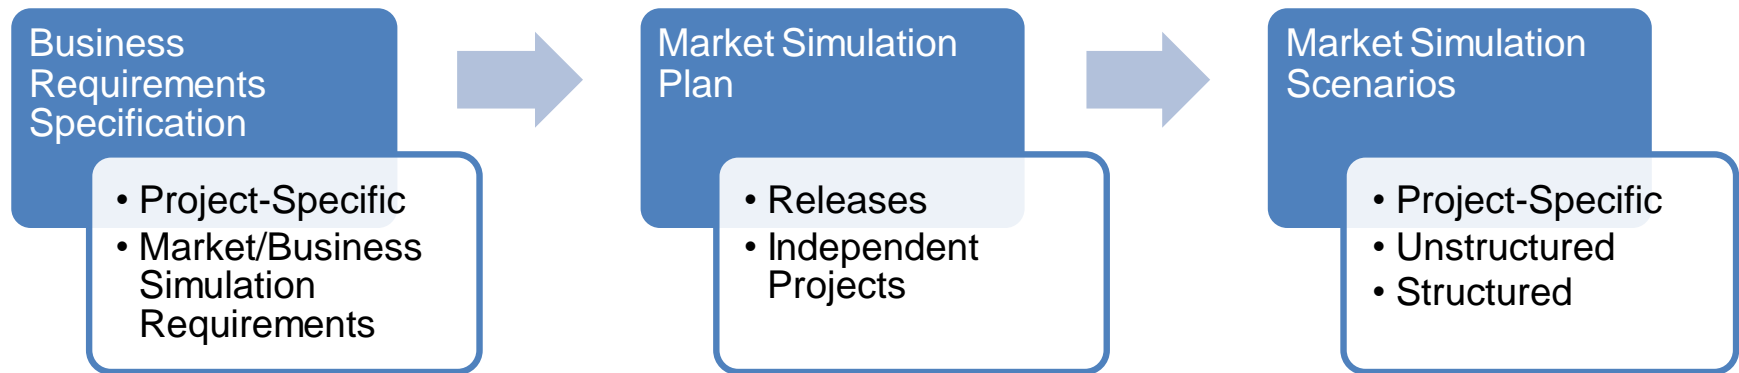 Business
Requirements
Specification
• Project-Specific
• Market/Business
Simulation
Requirements
Market Simulation
Plan
• Releases
• Independent
Projects
Market Simulation
Scenarios
• Project-Specific
• Unstructured
• Structured